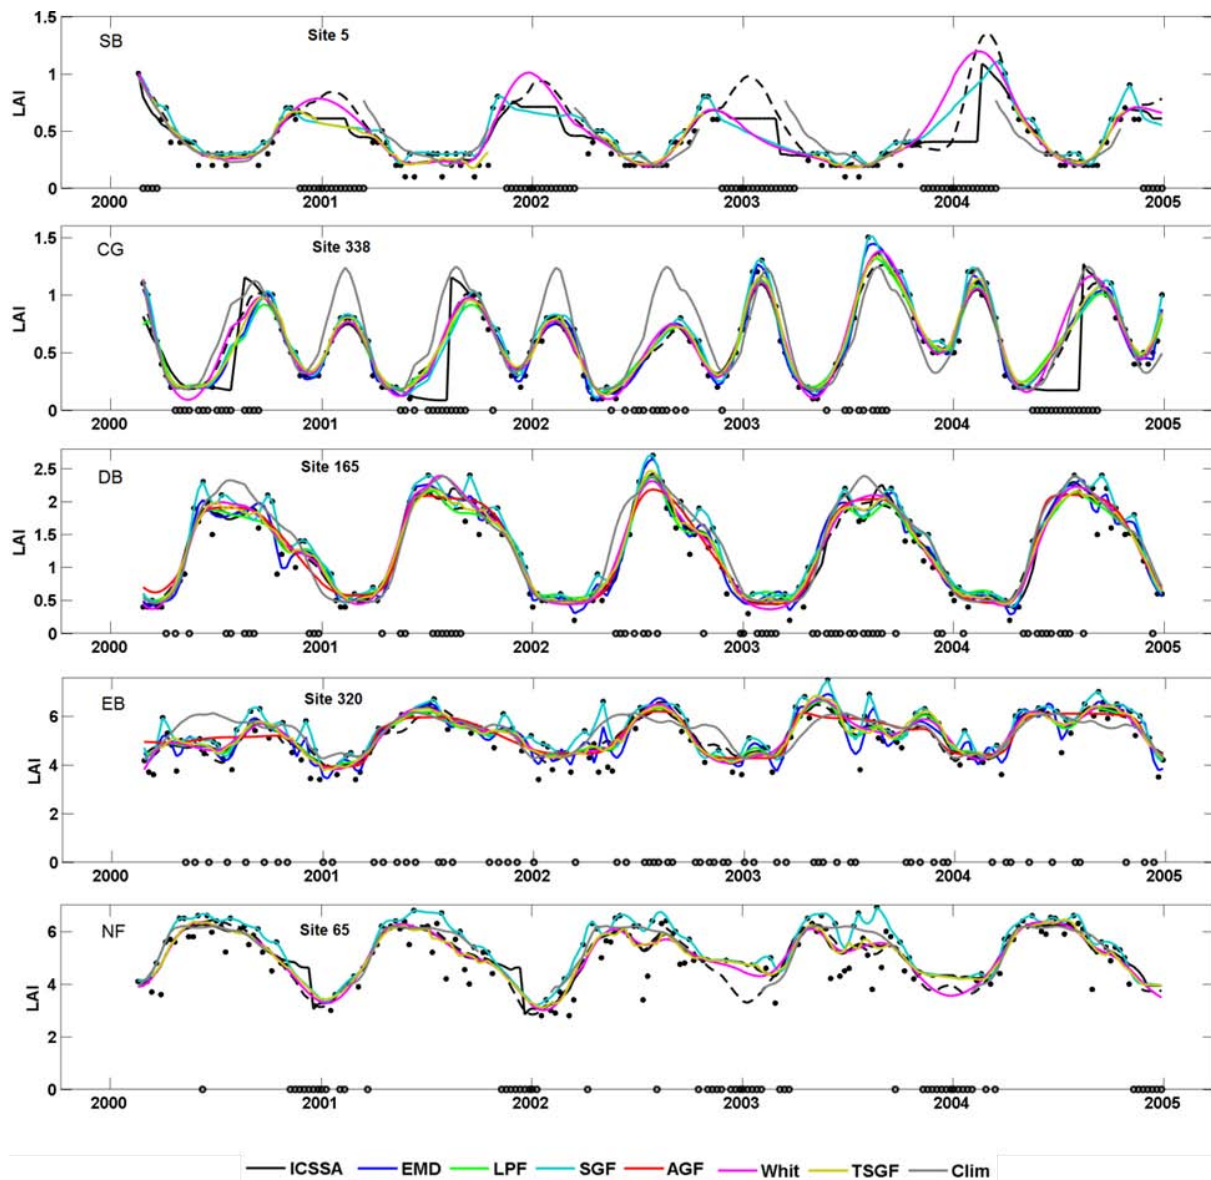 1.5
SB
Site 5
1
LAI
0.5
0
2000 2001 2002 2003 2004 2005
1.5
CG
Site 338
1
LAI
0.5
0
2000 2001 2002 2003 2004 2005
2.5
DB
Site 165
2
1.5
LAI
1
0.5
0
2000 2001 2002 2003 2004 2005
EB
Site 320
6
4
LAI
2
0
2000 2001 2002 2003 2004 2005
NF
Site 65
6
4
LAI
2
0
2000 2001 2002 2003 2004 2005
ICSSA EMD LPF SGF AGF Whit TSGF Clim